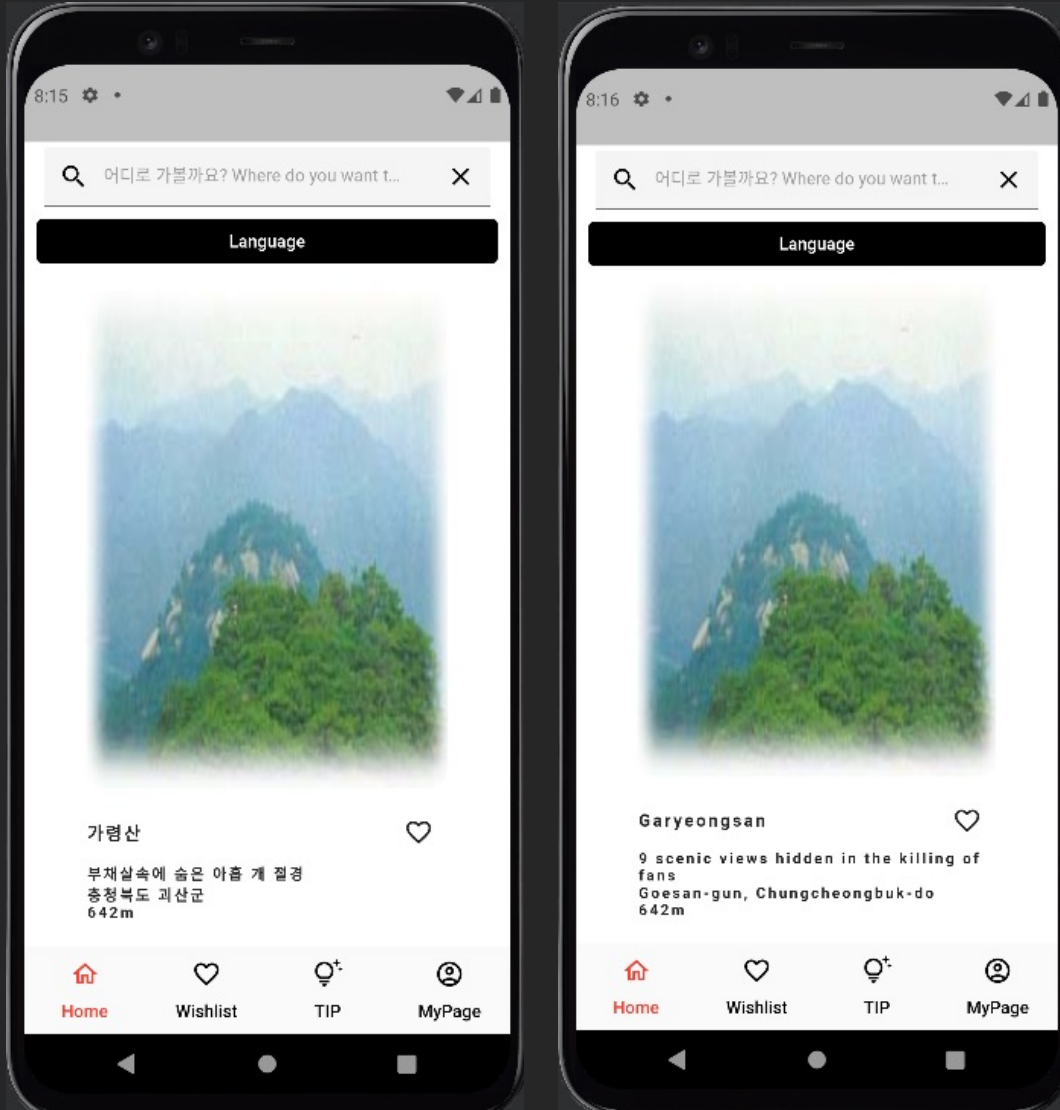 8:15
어디로 가볼까요? Where do you want t...
Language
가령산
부채살속에 숨은 아홉 개 절경
충청북도 괴산군
642m
Home Wishlist TIP MyPage
8:16
어디로 가볼까요? Where do you want t...
Language
Garyeongsan
9 scenic views hidden in the killing of
fans
Goesan-gun, Chungcheongbuk-do
642m
Home Wishlist TIP MyPage